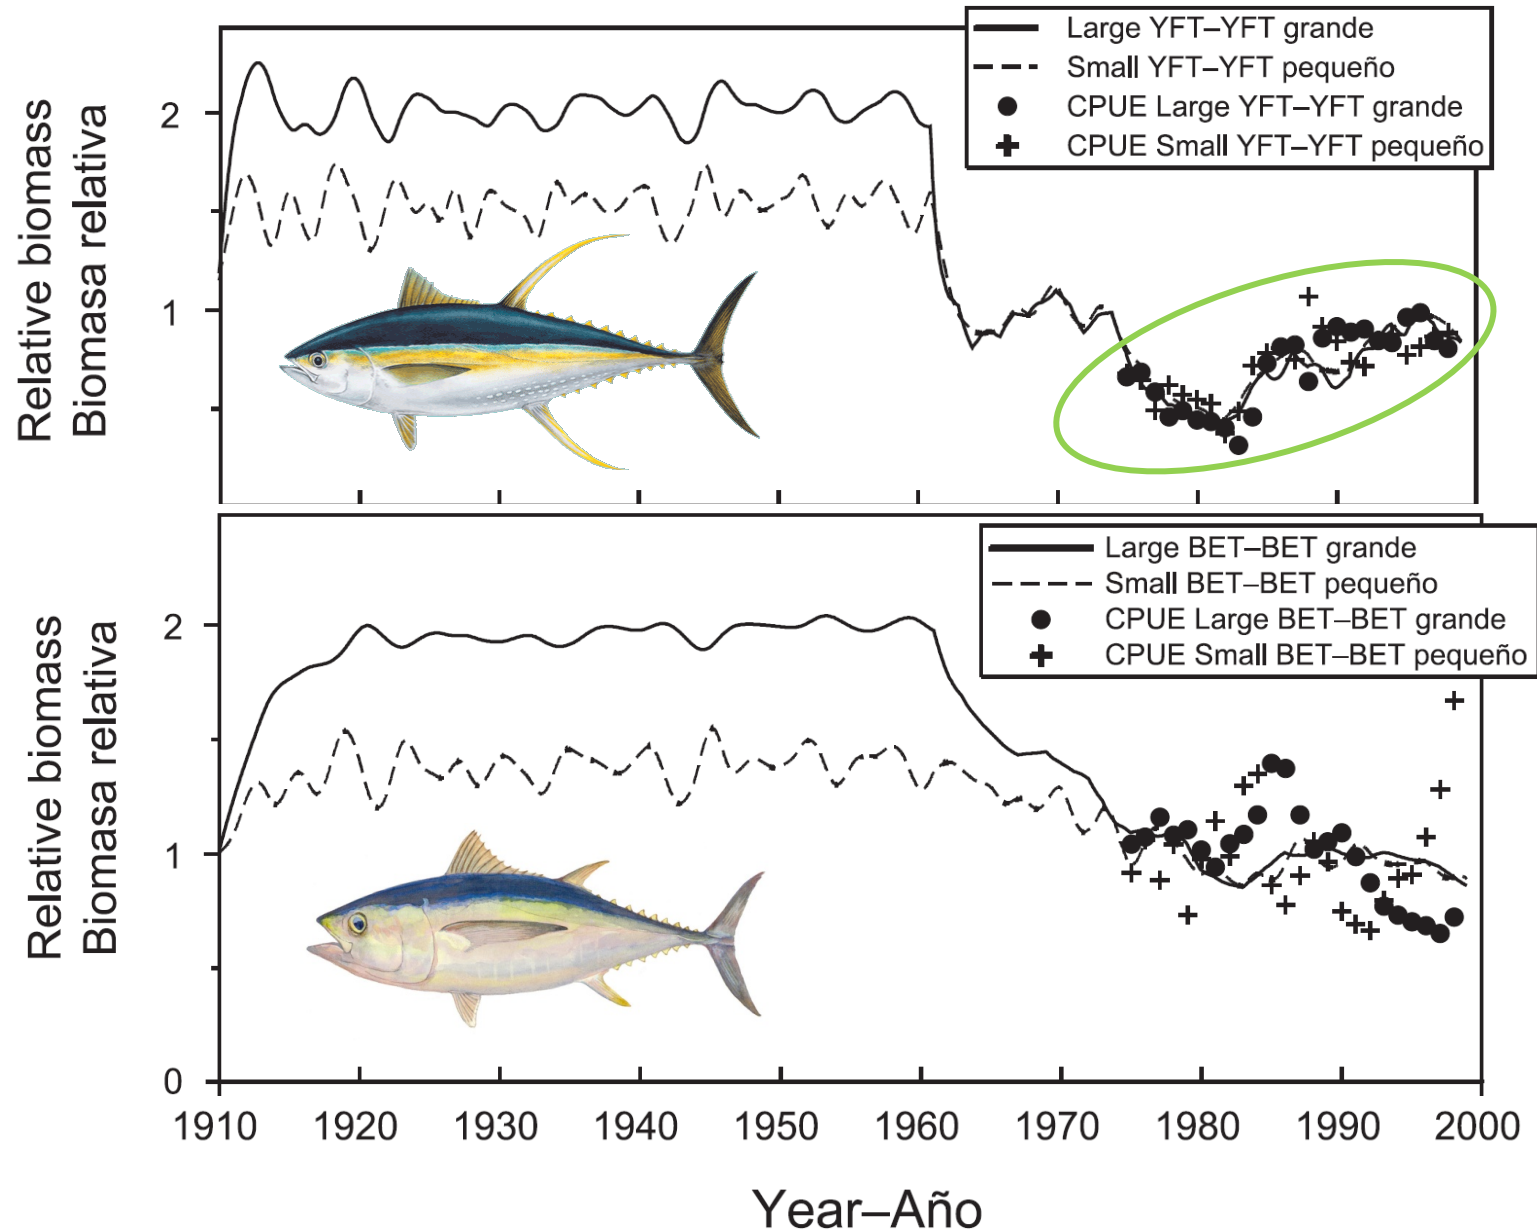 Large YFT–YFT grande
Small YFT–YFT pequeño
CPUE Large YFT–YFT grande
CPUE Small YFT–YFT pequeño
Relative biomass
Biomasa relativa
2
1
Large BET–BET grande
Small BET–BET pequeño
CPUE Large BET–BET grande
CPUE Small BET–BET pequeño
Relative biomass
Biomasa relativa
2
1
0
1910 1920 1930 1940 1950 1960 1970 1980 1990 2000
Year–Año